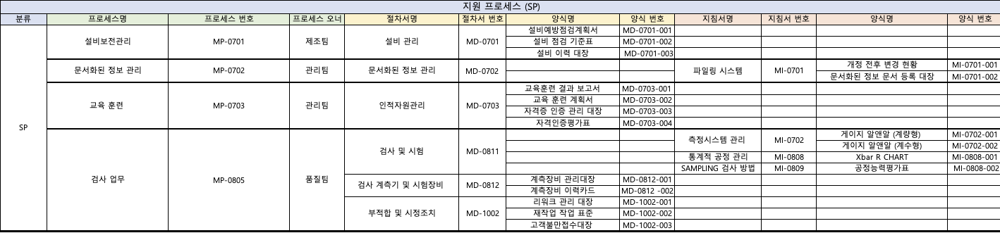 지원 프로세스 (SP)
분류 프로세스명 프로세스 번호 프로세스 오너 절차서명 절차서 번호 양식명 양식 번호 지침서명 지침서 번호 양식명 양식 번호
SP
설비보전관리 MP-0701 제조팀 설비 관리 MD-0701
설비예방점검계획서 MD-0701-001
설비 점검 기준표 MD-0701-002
설비 이력 대장 MD-0701-003
문서화된 정보 관리 MP-0702 관리팀 문서화된 정보 관리 MD-0702 파일링 시스템 MI-0701
개정 전후 변경 현황 MI-0701-001
문서화된 정보 문서 등록 대장 MI-0701-002
교육 훈련 MP-0703 관리팀 인적자원관리 MD-0703
교육훈련 결과 보고서 MD-0703-001
교육 훈련 계획서 MD-0703-002
자격증 인증 관리 대장 MD-0703-003
자격인증평가표 MD-0703-004
검사 업무 MP-0805 품질팀
검사 및 시험 MD-0811
측정시스템 관리 MI-0702
게이지 알앤알 (계량형) MI-0702-001
게이지 알앤알 (계수형) MI-0702-002
통계적 공정 관리 MI-0808 Xbar R CHART MI-0808-001
SAMPLING 검사 방법 MI-0809 공정능력평가표 MI-0808-002
검사 계측기 및 시험장비 MD-0812
계측장비 관리대장 MD-0812-001
계측장비 이력카드 MD-0812 -002
부적합 및 시정조치 MD-1002
리워크 관리 대장 MD-1002-001
재작업 작업 표준 MD-1002-002
고객불만접수대장 MD-1002-003